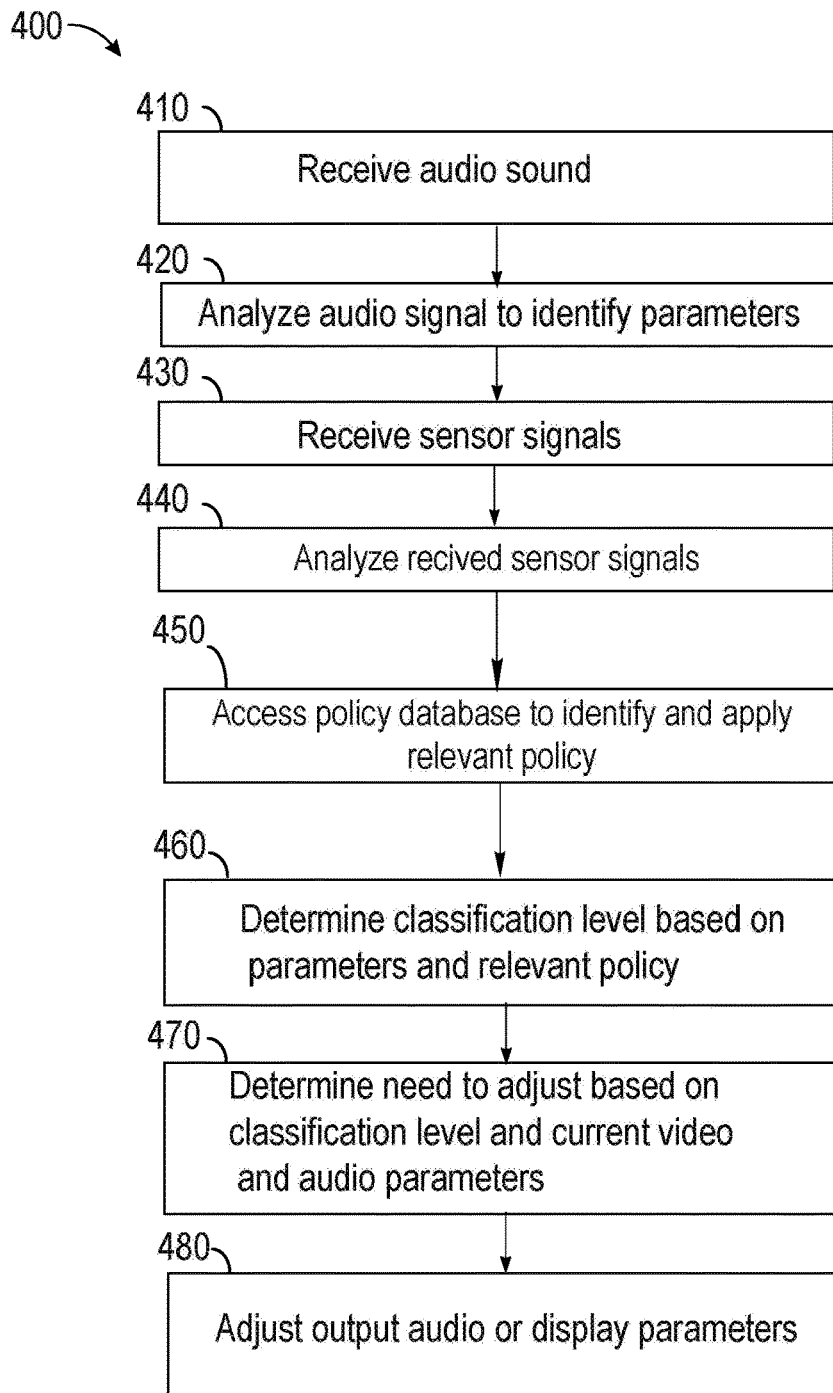 400
410
Receive audio sound
420
Analyze audio signal to identify parameters
430
Receive sensor signals
440
Analyze recived sensor signals
450
Access policy database to identify and apply
relevant policy
460
Determine classification level based on
parameters and relevant policy
470
Determine need to adjust based on
classification level and current video
and audio parameters
480
Adjust output audio or display parameters